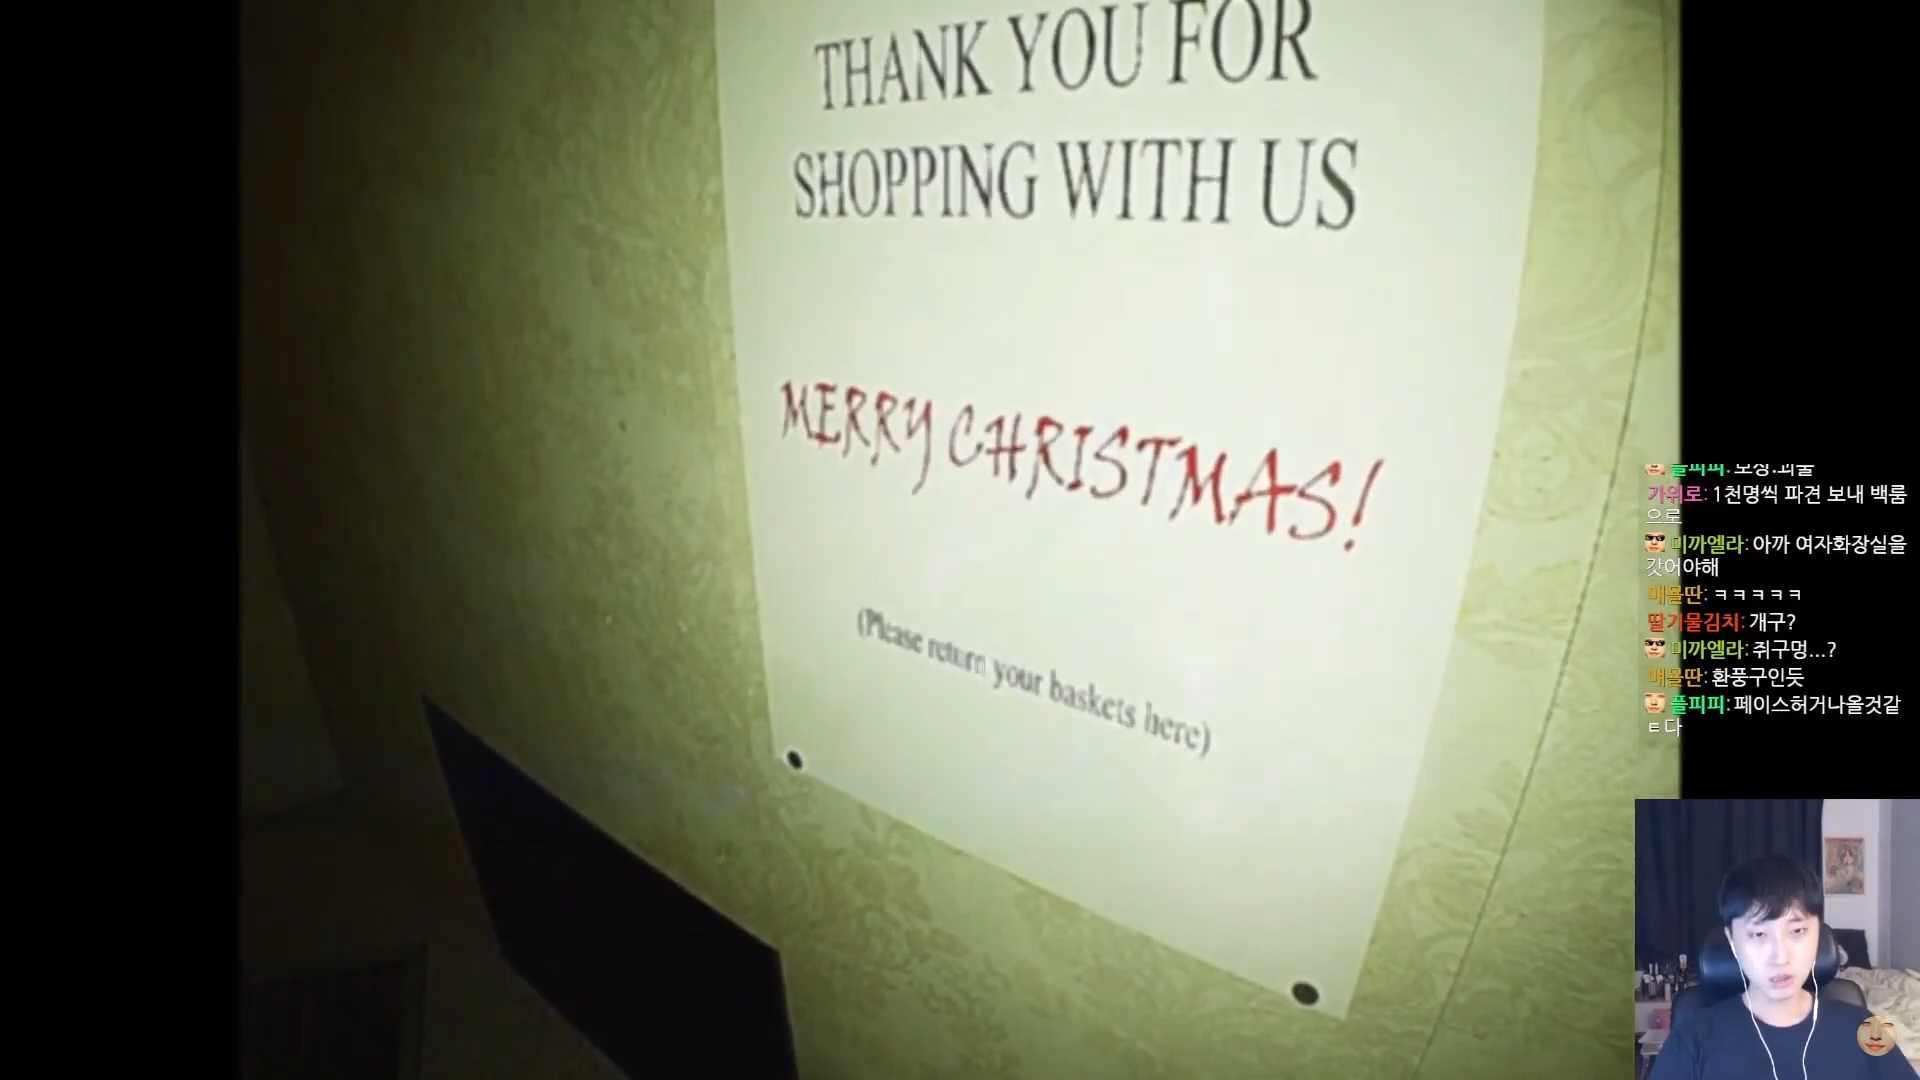 THANK YOU FOR
SHOPPING WITH US
MERRY CHRISTMAS!
(Please return your baskets here)
가위로: 1천명씩 파견 보내 백룸
으로
미까엘라: 아까 여자화장실을
갓어야해
매욜딴: ㅋㅋㅋㅋㅋ
딸기물김치: 개구?
미까엘라: 쥐구멍...?
매욜딴: 환풍구인듯
플피피: 페이스허거나올것같
ㅌ다